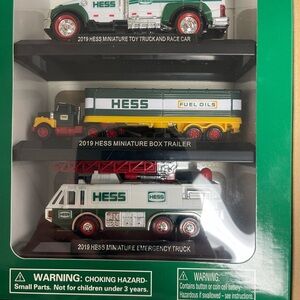 HESS
2019 HESS MINIATURE TOY TRUCK AND RACE CAR
HESS
FUEL OILS
2019 HESS MINIATURE BOX TRAILER
HESS
HESS
2019 HESS MINIATURE EMERGENCY TRUCK
WARNING: CHOKING HAZARD-
Small Parts. Not for children under 3 years.
WARNING:
Contains button or coin cell battery
Hazardous if swallowed - see instructions